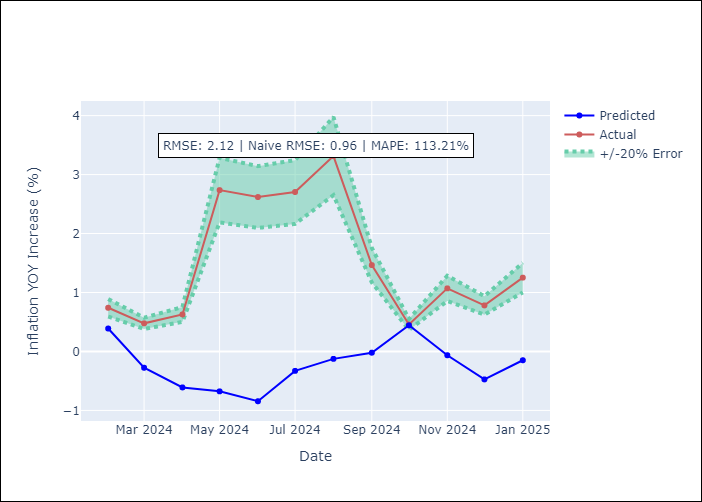 RMSE: 2.12 | Naive RMSE: 0.96 | MAPE: 113.21%
Predicted
Actual
+/-20% Error
Inflation YOY Increase (%)
4
3
2
1
0
−1
Mar 2024
May 2024
Jul 2024
Sep 2024
Nov 2024
Jan 2025
Date